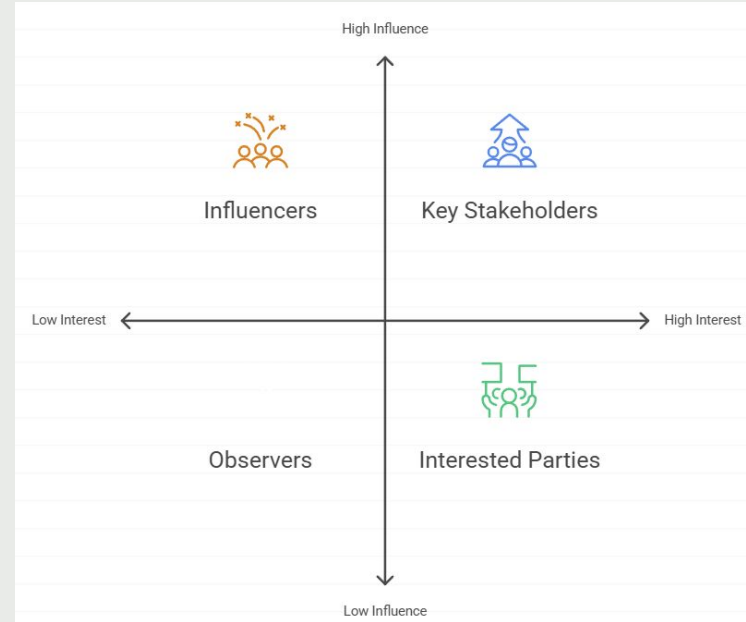 High Influence
Influencers
Key Stakeholders
Low Interest
High Interest
Observers
Interested Parties
Low Influence